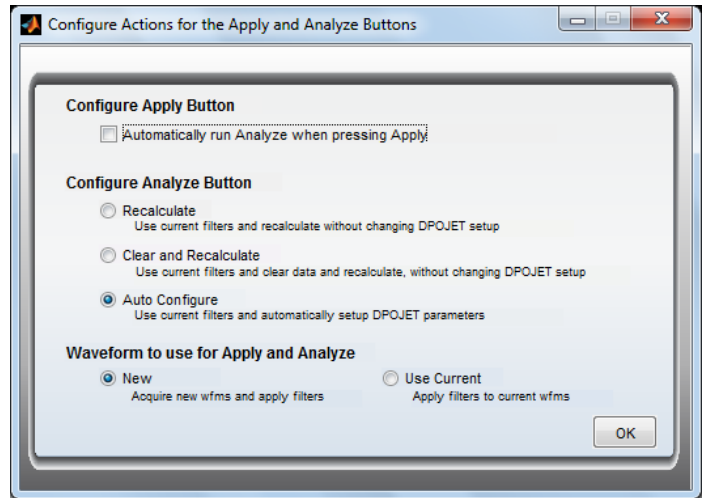 Configure Actions for the Apply and Analyze Buttons
Configure Apply Button
Automatically run Analyze when pressing Apply
Configure Analyze Button
Recalculate
Use current filters and recalculate without changing DPOJET setup
Clear and Recalculate
Use current filters and clear data and recalculate, without changing DPOJET setup
Auto Configure
Use current filters and automatically setup DPOJET parameters
Waveform to use for Apply and Analyze
New Use Current
Acquire new wfms and apply filters Apply filters to current wfms
OK